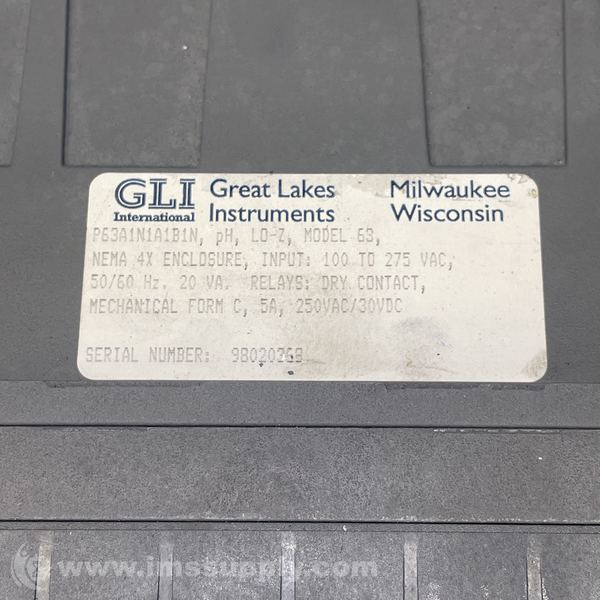 GLI Great Lakes Milwaukee
International Instruments Wisconsin
P63A1N1A1B1N, pH, LO-Z, MODEL 63,
NEMA 4X ENCLOSURE, INPUT: 100 TO 275 VAC,
50/60 Hz. 20 VA. RELAYS: DRY CONTACT,
MECHANICAL FORM C, 5A, 250VAC/30VDC
SERIAL NUMBER:
www.imssupply.com